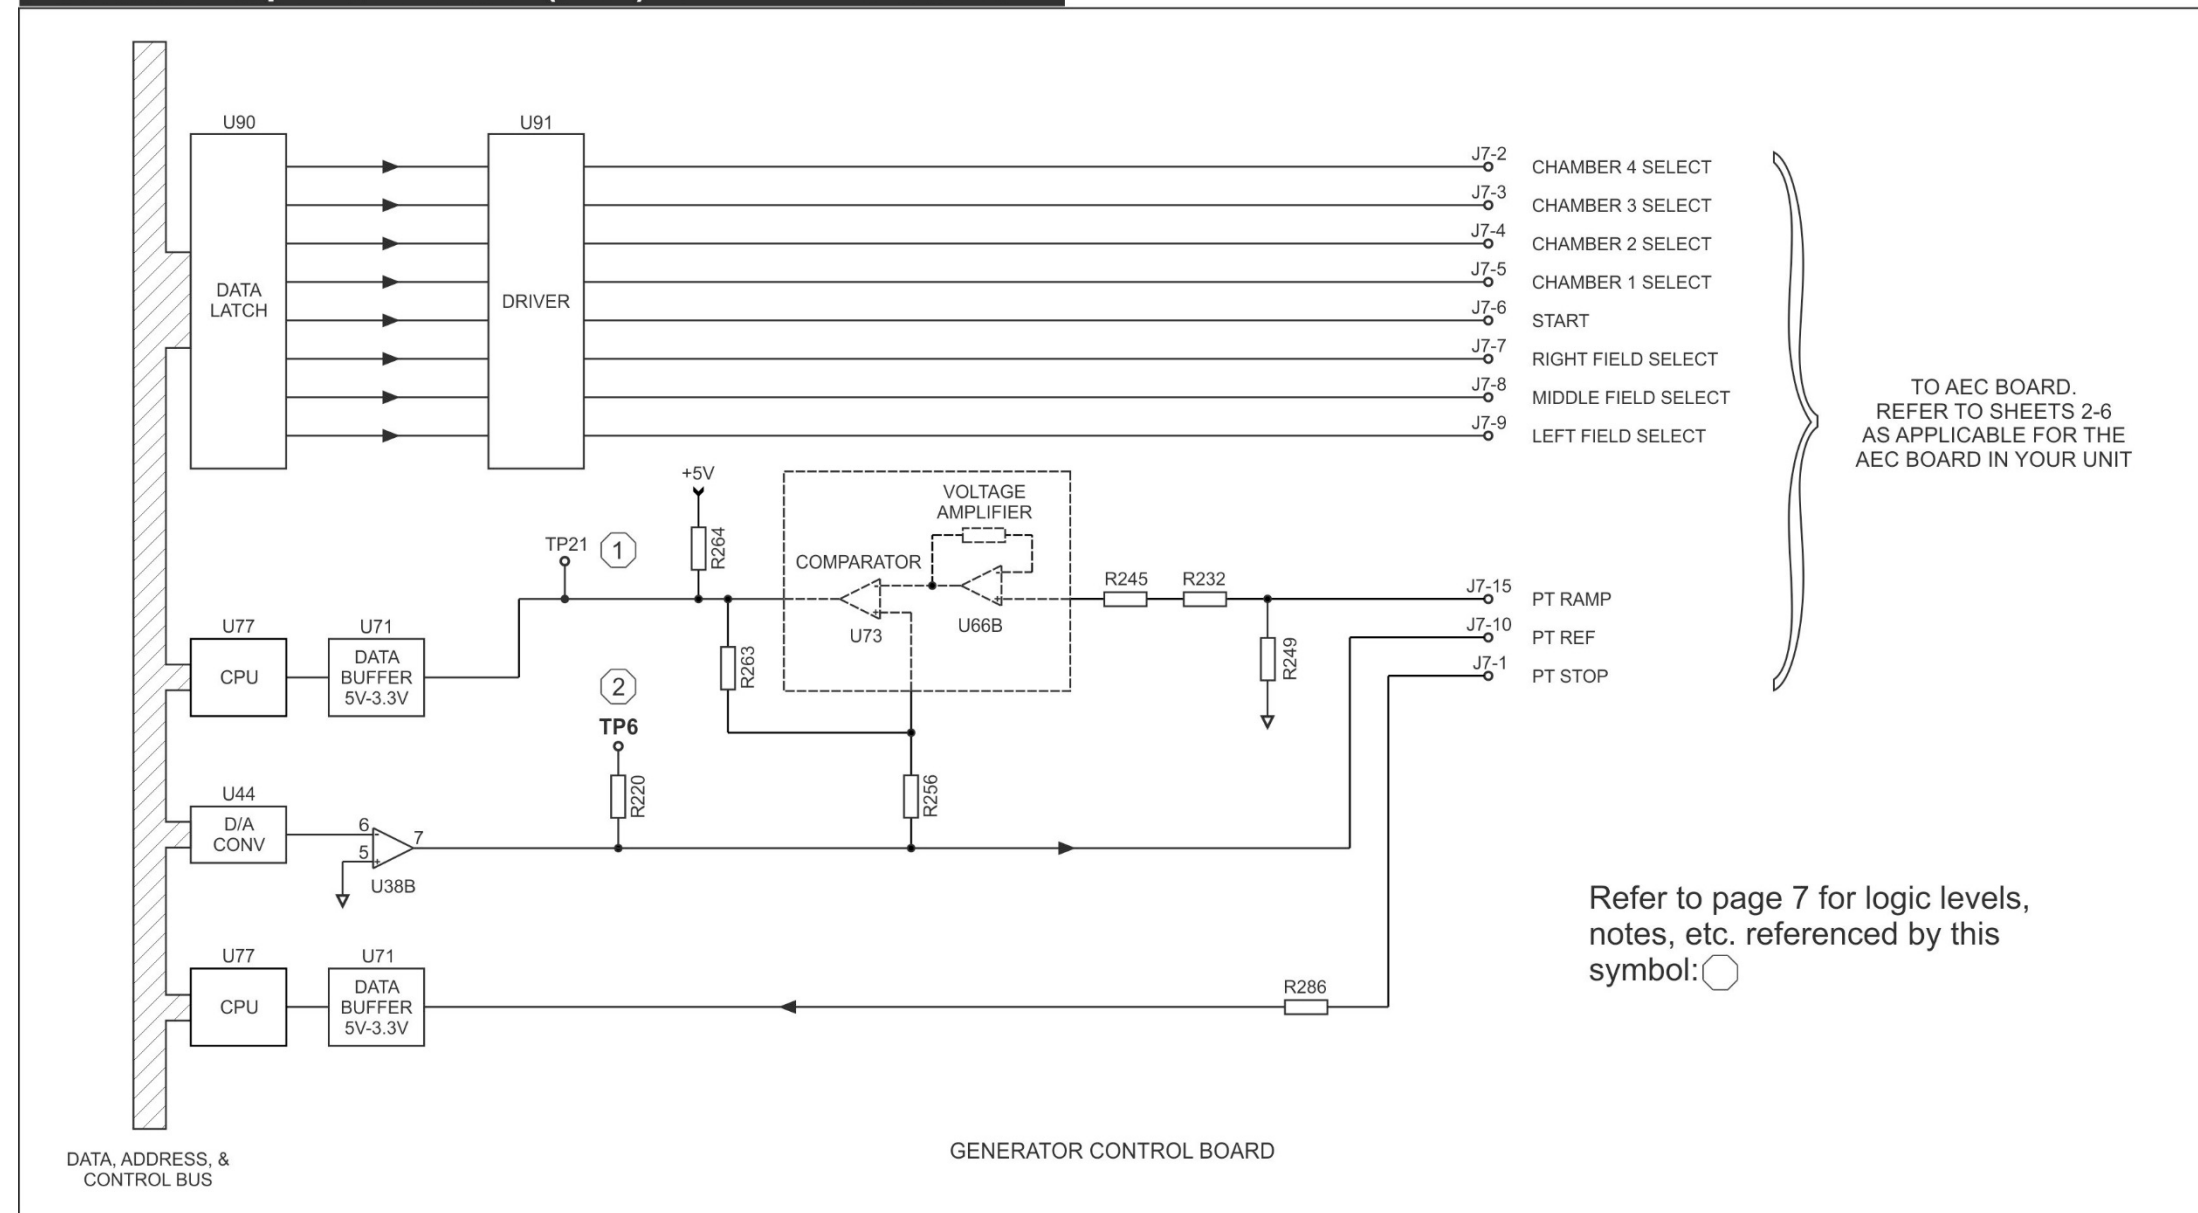 U90
U91
DATA
LATCH
DRIVER
J7-2 CHAMBER 4 SELECT
J7-3 CHAMBER 3 SELECT
J7-4 CHAMBER 2 SELECT
J7-5 CHAMBER 1 SELECT
J7-6 START
J7-7 RIGHT FIELD SELECT
J7-8 MIDDLE FIELD SELECT
J7-9 LEFT FIELD SELECT
TO AEC BOARD.
REFER TO SHEETS 2-6
AS APPLICABLE FOR THE
AEC BOARD IN YOUR UNIT
+5V
R264
TP21
1
VOLTAGE
AMPLIFIER
COMPARATOR
U73
U66B
R245
R232
R249
J7-15 PT RAMP
J7-10 PT REF
J7-1 PT STOP
U77
CPU
U71
DATA
BUFFER
5V-3.3V
R263
2
TP6
R220
R256
U44
D/A
CONV
6
5
7
U38B
U77
CPU
U71
DATA
BUFFER
5V-3.3V
R286
Refer to page 7 for logic levels,
notes, etc. referenced by this
symbol:
DATA, ADDRESS, &
CONTROL BUS
GENERATOR CONTROL BOARD